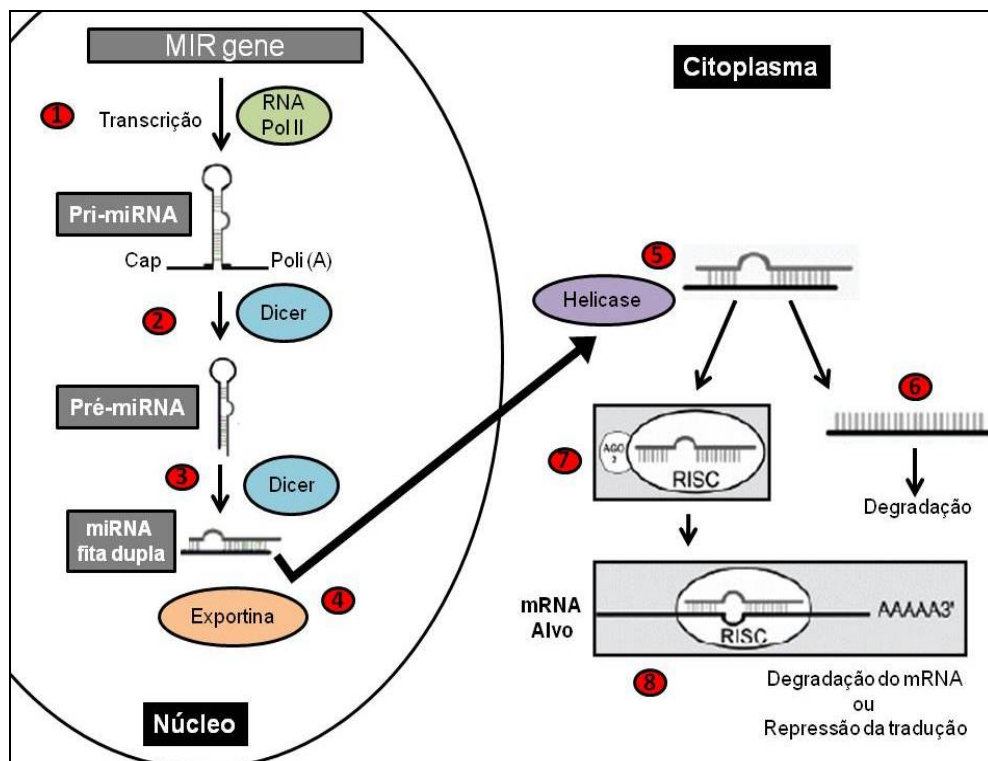 MIR gene
Citoplasma
1
Transcrição
RNA
Pol II
Pri-miRNA
Cap
Poli (A)
2
Dicer
Pré-miRNA
3
Dicer
miRNA
fita dupla
4
Exportina
Núcleo
5
Helicase
6
Degradação
7
AGO
2
RISC
mRNA
Alvo
RISC
AAAAA3'
8
Degradação do mRNA
ou
Repressão da tradução